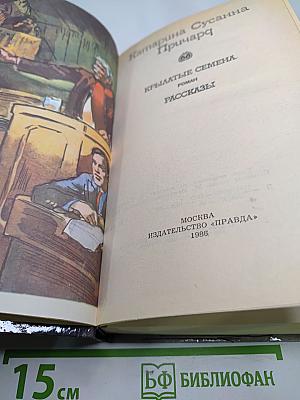 Катарина Сусанна
Причард
КРЫЛАТЫЕ СЕМЕНА
РОМАН
РАССКАЗЫ
МОСКВА
ИЗДАТЕЛЬСТВО «ПРАВДА»
1986
15 см
БФ БИБЛИОФАН